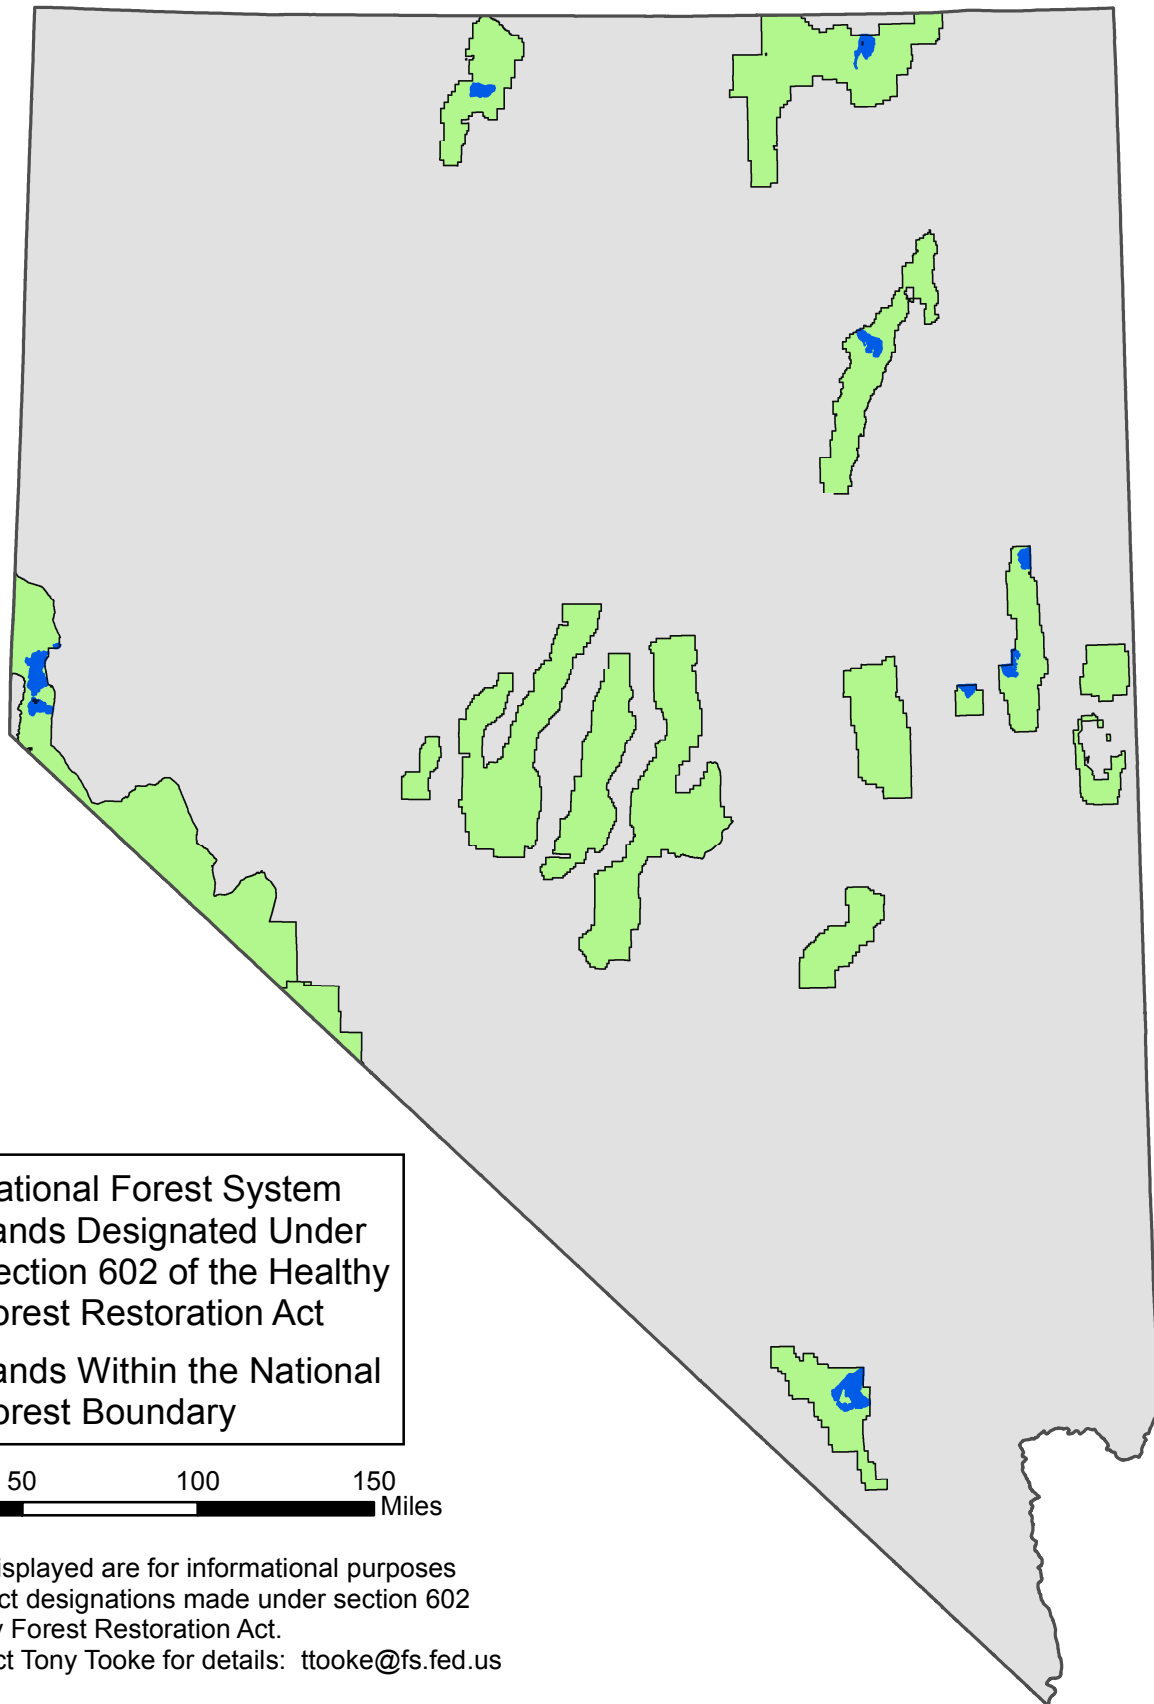 ational Forest System
ands Designated Under
ection 602 of the Healthy
orest Restoration Act
ands Within the National
orest Boundary
50 100 150
Miles
isplayed are for informational purposes
ct designations made under section 602
y Forest Restoration Act.
ct Tony Tooke for details: ttooke@fs.fed.us